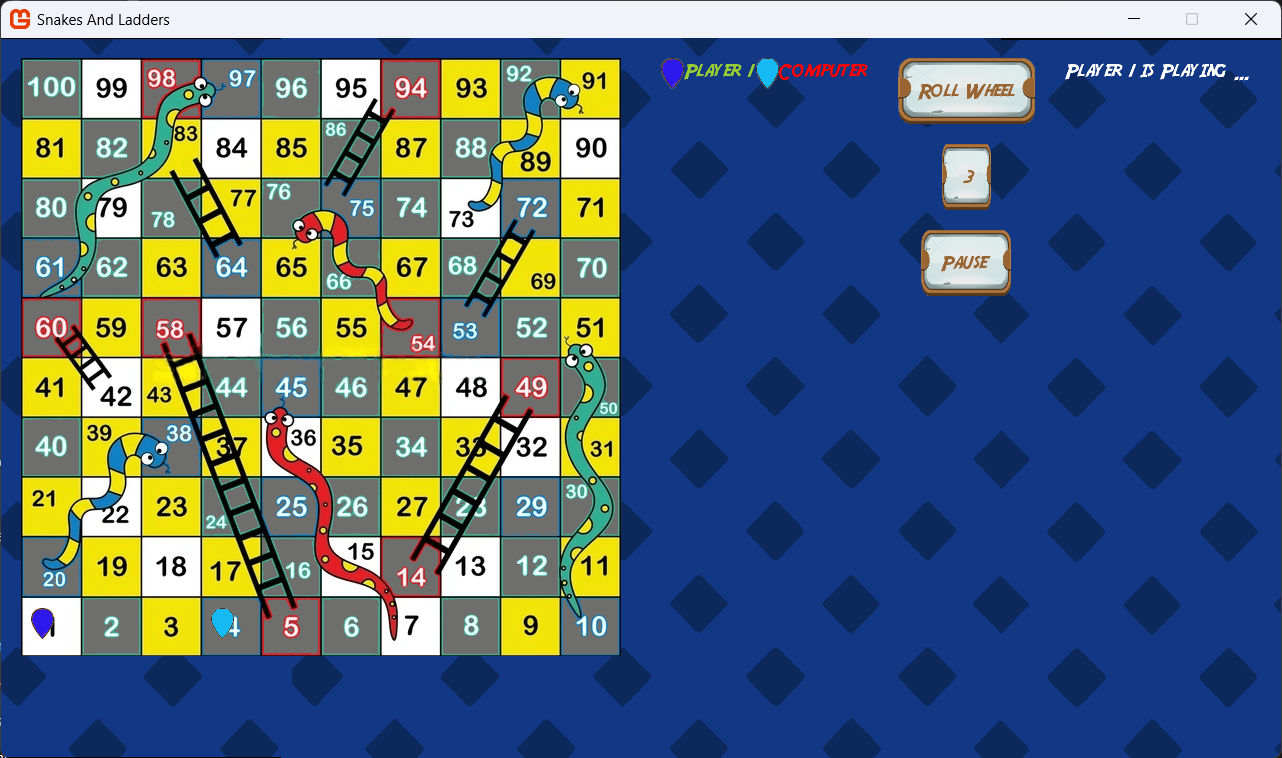 Snakes And Ladders
Player 1 Computer
Roll Wheel
Player 1 is Playing ...
3
Pause
100 99 98 97 96 95 94 93 92 91
81 82 83 84 85 86 87 88 89 90
80 79 78 77 76 75 74 73 72 71
61 62 63 64 65 66 67 68 69 70
60 59 58 57 56 55 54 53 52 51
41 42 43 44 45 46 47 48 49 50
40 39 38 37 36 35 34 33 32 31
21 22 23 24 25 26 27 28 29 30
20 19 18 17 16 15 14 13 12 11
2 3 4 5 6 7 8 9 10